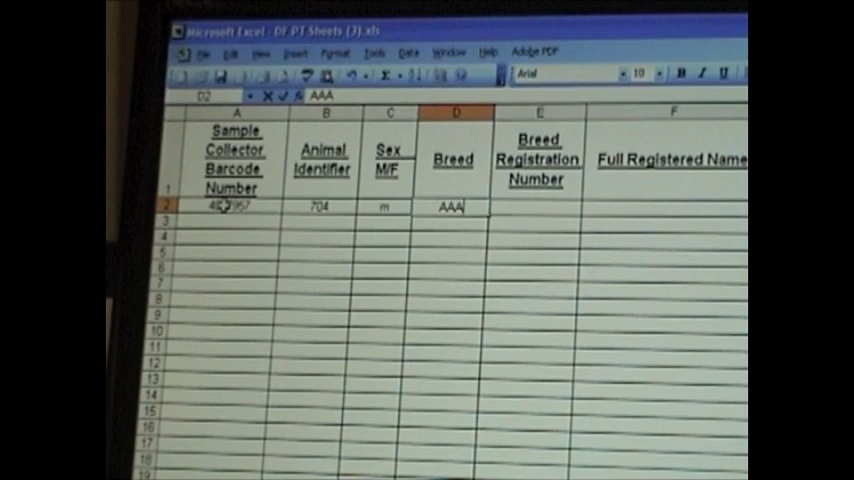 Microsoft Excel - DF PT Sheets (3).xls
File Edit View Insert Format Tools Data Window Help Adobe PDF
Arial 10 B I U
D2 AAA
A B C D E F
Sample Collector Barcode Number Animal Identifier Sex M/F Breed Breed Registration Number Full Registered Name
1
2 704 m AAA
3
4
5
6
7
8
9
10
11
12
13
14
15
16
17
18
19